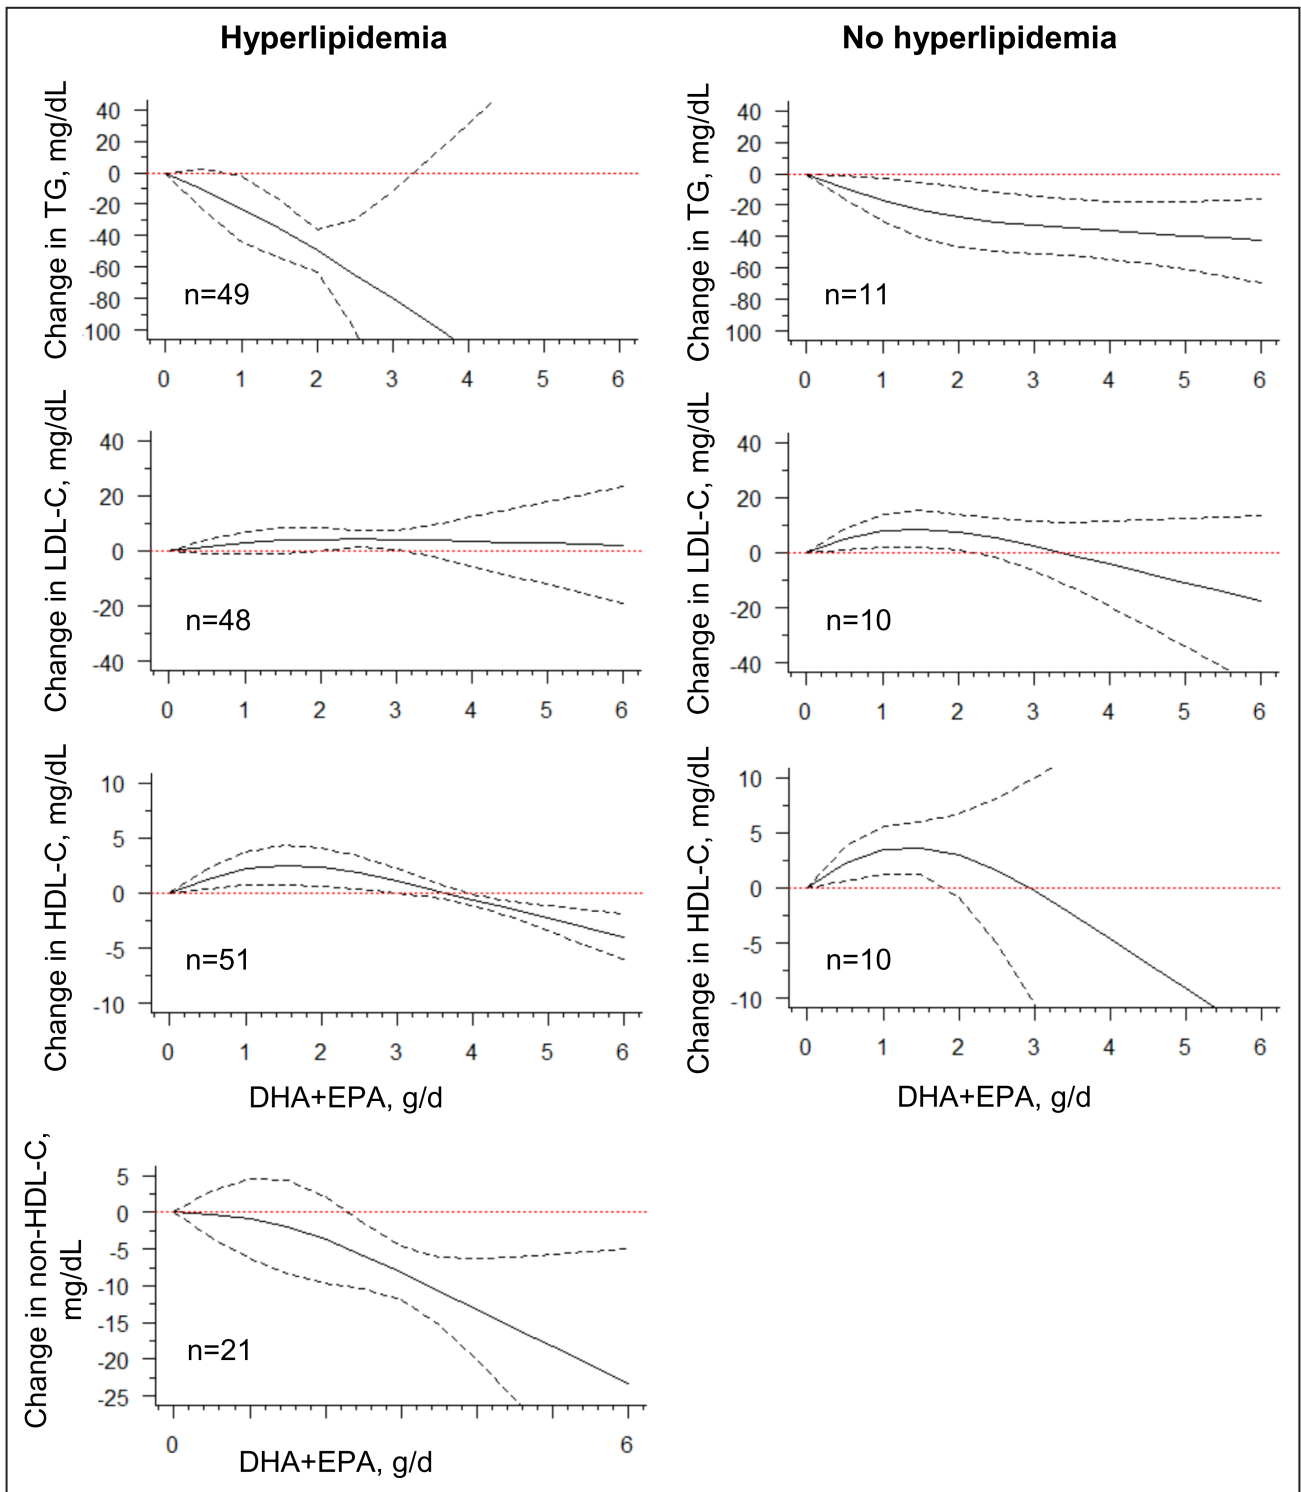 Hyperlipidemia
No hyperlipidemia
Change in TG, mg/dL
40
20
0
-20
-40
-60
-80
100
n=49
0 1 2 3 4 5 6
Change in TG, mg/dL
40
20
0
-20
-40
-60
-80
100
n=11
0 1 2 3 4 5 6
Change in LDL-C, mg/dL
40
20
0
-20
-40
n=48
0 1 2 3 4 5 6
Change in LDL-C, mg/dL
40
20
0
-20
-40
n=10
0 1 2 3 4 5 6
Change in HDL-C, mg/dL
10
5
0
-5
-10
n=51
0 1 2 3 4 5 6
DHA+EPA, g/d
Change in HDL-C, mg/dL
10
5
0
-5
-10
n=10
0 1 2 3 4 5 6
DHA+EPA, g/d
Change in non-HDL-C,
mg/dL
5
0
-5
-10
-15
-20
-25
n=21
0 6
DHA+EPA, g/d